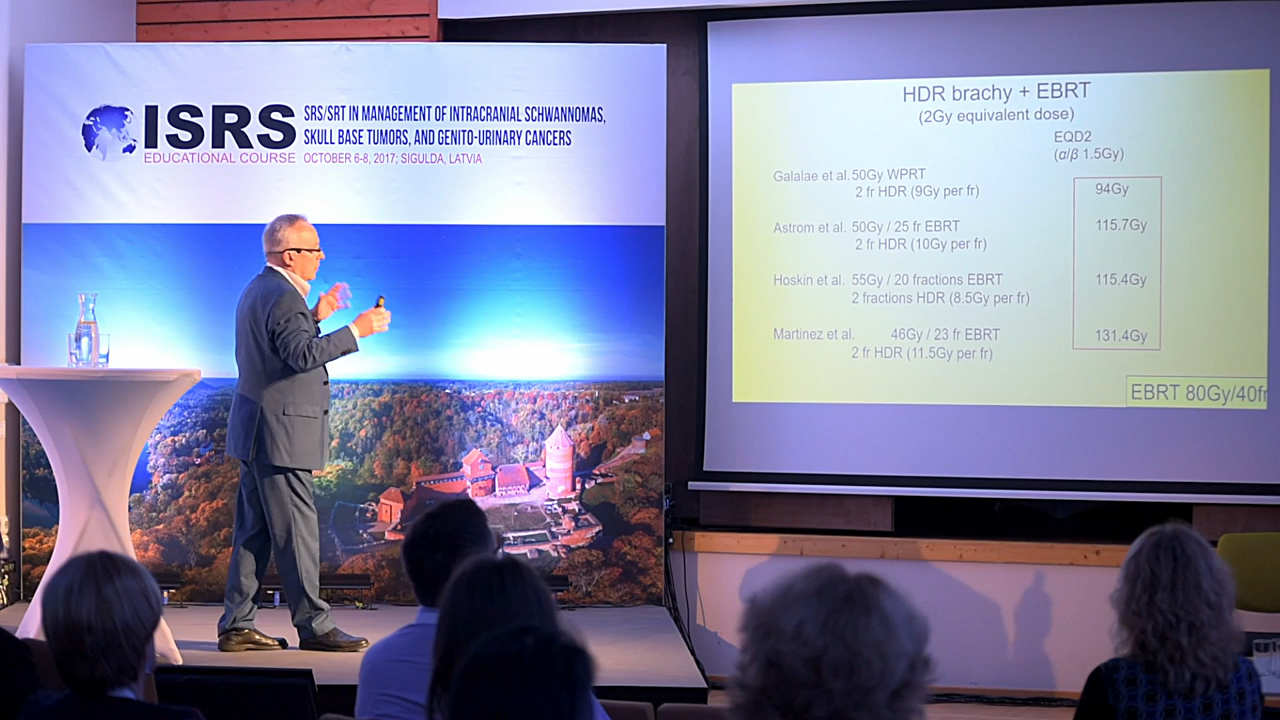 ISRS
EDUCATIONAL COURSE
SRS/SRT IN MANAGEMENT OF INTRACRANIAL SCHWANNOMAS,
SKULL BASE TUMORS, AND GENITO-URINARY CANCERS
OCTOBER 6-8, 2017; SIGULDA, LATVIA
HDR brachy + EBRT
(2Gy equivalent dose)
EQD2
(α/β 1.5Gy)
Galalae et al. 50Gy WPRT
2 fr HDR (9Gy per fr)
94Gy
Astrom et al. 50Gy / 25 fr EBRT
2 fr HDR (10Gy per fr)
115.7Gy
Hoskin et al. 55Gy / 20 fractions EBRT
2 fractions HDR (8.5Gy per fr)
115.4Gy
Martinez et al. 46Gy / 23 fr EBRT
2 fr HDR (11.5Gy per fr)
131.4Gy
EBRT 80Gy/40fr